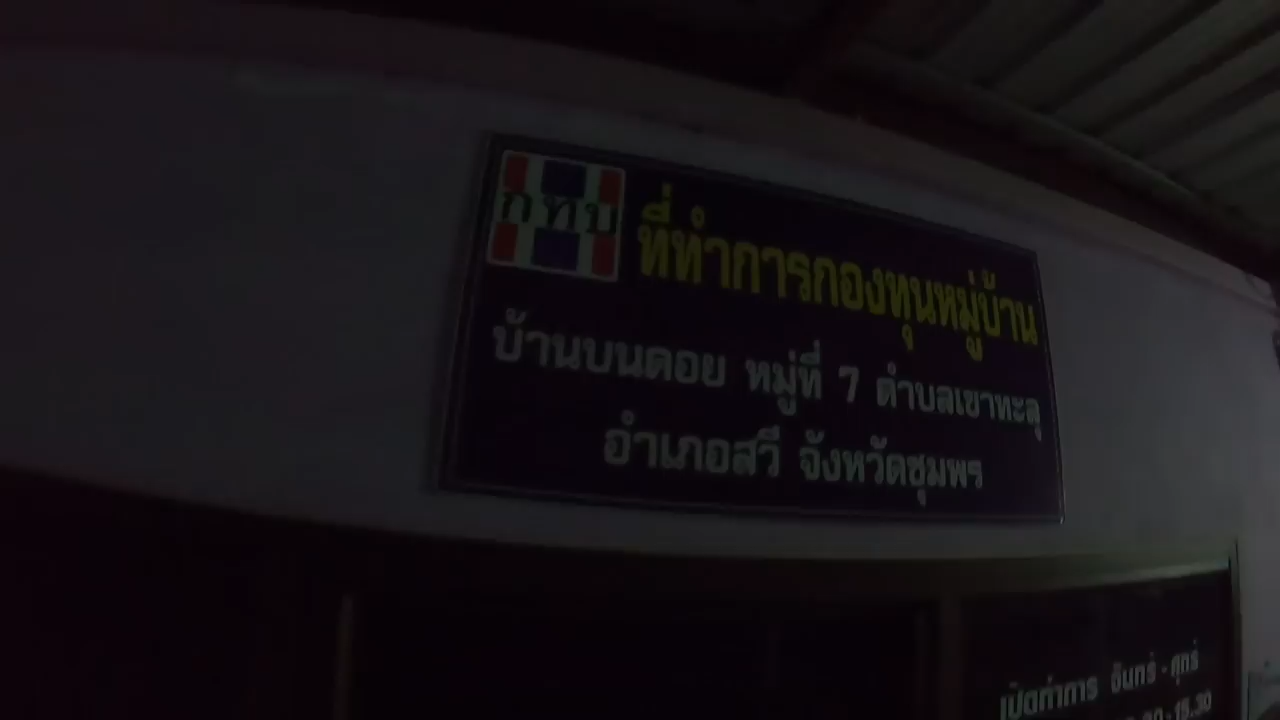 กทบ
ที่ทำการกองทุนหมู่บ้าน
บ้านบนดอย หมู่ที่ 7 ตำบลเขาทะลุ
อำเภอสวี จังหวัดชุมพร
เปิดทำการ จันทร์ - ศุกร์
15.30